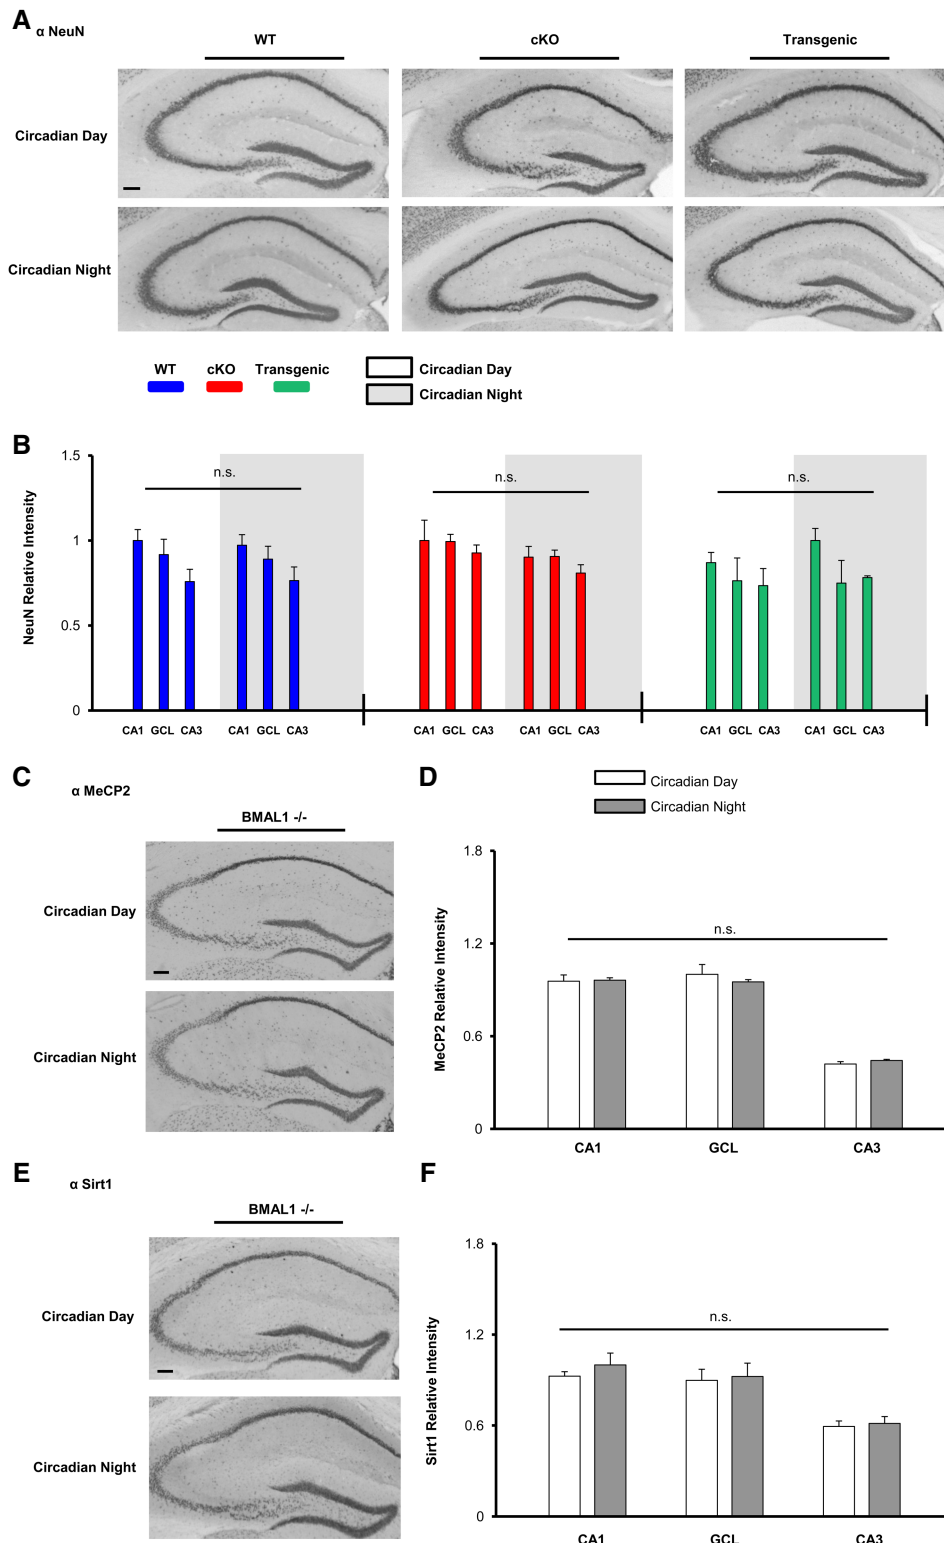 A
α NeuN
WT cKO Transgenic
Circadian Day
Circadian Night
WT cKO Transgenic
Circadian Day
Circadian Night
B
NeuN Relative Intensity
1.5
1
0.5
0
n.s. n.s. n.s.
CA1 GCL CA3 CA1 GCL CA3 CA1 GCL CA3 CA1 GCL CA3 CA1 GCL CA3 CA1 GCL CA3
C
α MeCP2
BMAL1 -/-
Circadian Day
Circadian Night
D
Circadian Day
Circadian Night
MeCP2 Relative Intensity
1.8
1.2
0.6
0
n.s.
CA1 GCL CA3
E
α Sirt1
BMAL1 -/-
Circadian Day
Circadian Night
F
Sirt1 Relative Intensity
1.8
1.2
0.6
0
n.s.
CA1 GCL CA3